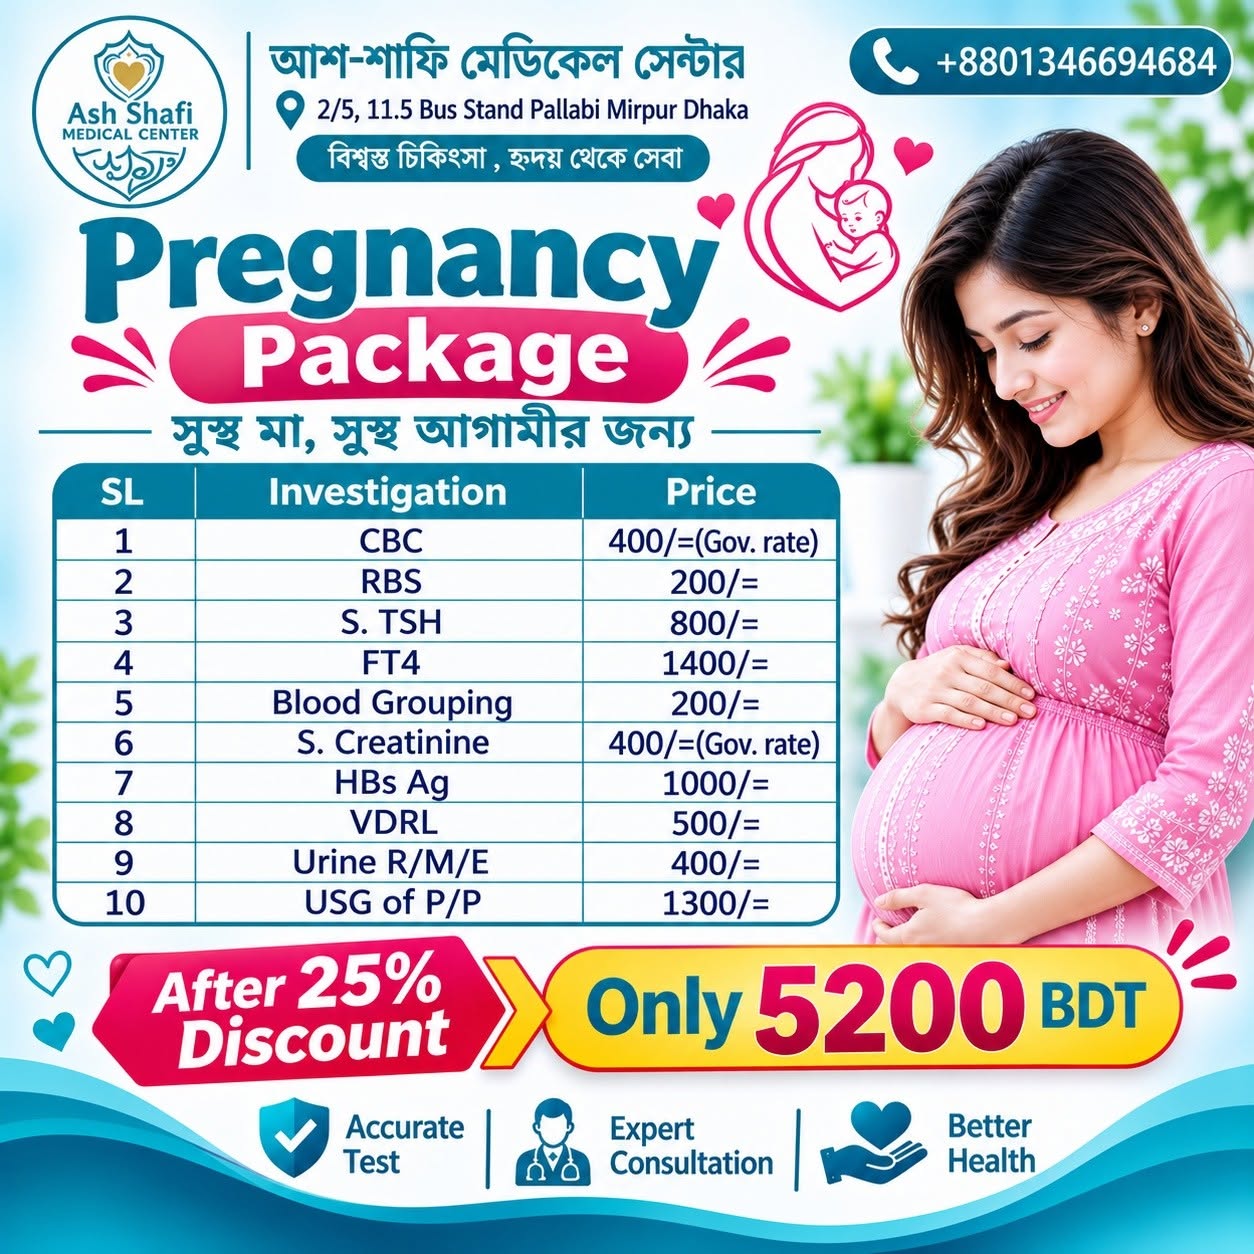 Ash Shafi
MEDICAL CENTER
আশ-শাফি মেডিকেল সেন্টার
2/5, 11.5 Bus Stand Pallabi Mirpur Dhaka
বিশ্বস্ত চিকিৎসা , হৃদয় থেকে সেবা
+8801346694684
Pregnancy
Package
সুস্থ মা, সুস্থ আগামীর জন্য
SL Investigation Price
1 CBC 400/=(Gov. rate)
2 RBS 200/=
3 S. TSH 800/=
4 FT4 1400/=
5 Blood Grouping 200/=
6 S. Creatinine 400/=(Gov. rate)
7 HBs Ag 1000/=
8 VDRL 500/=
9 Urine R/M/E 400/=
10 USG of P/P 1300/=
After 25%
Discount
Only 5200 BDT
Accurate
Test
Expert
Consultation
Better
Health